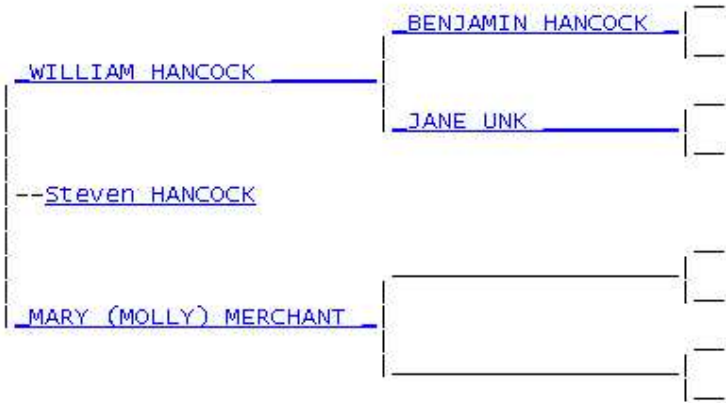 BENJAMIN HANCOCK
WILLIAM HANCOCK
JANE UNK
--Steven HANCOCK
MARY (MOLLY) MERCHANT